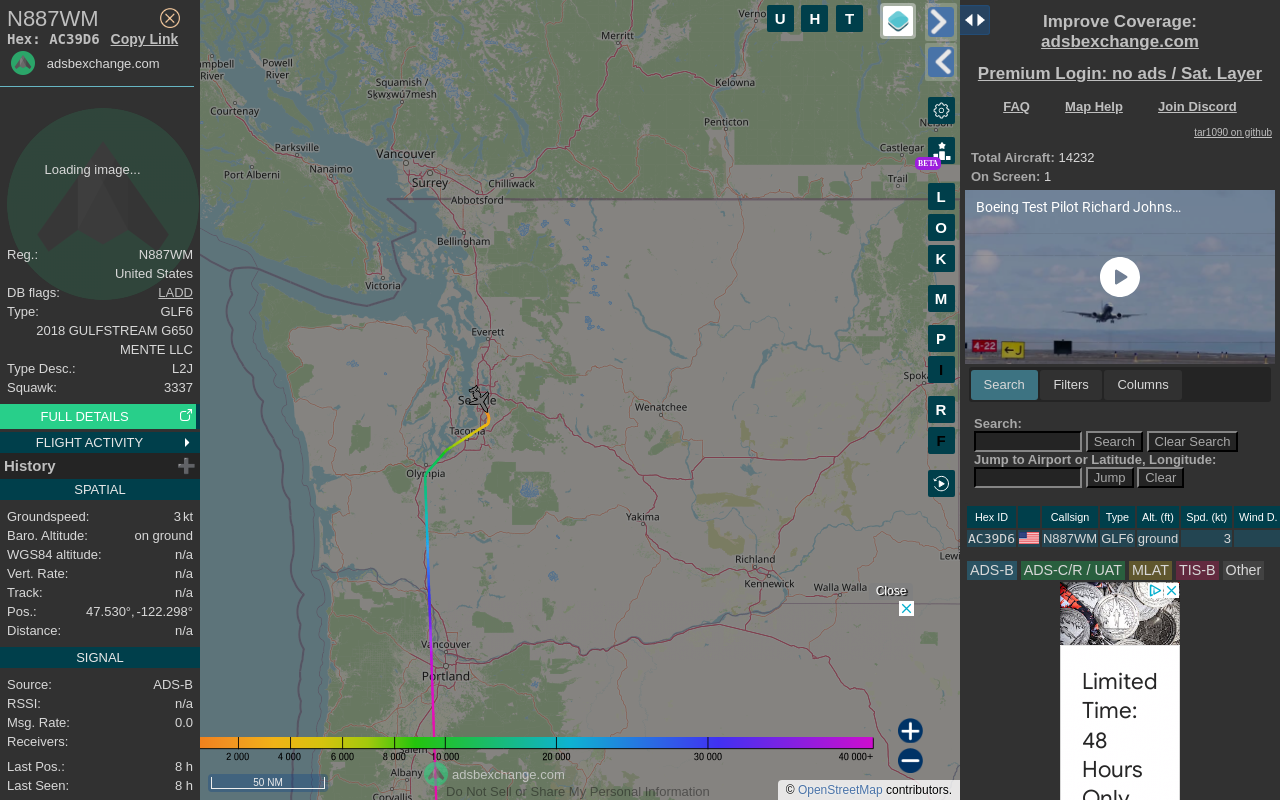 N887WM
Hex: AC39D6 Copy Link
adsbexchange.com
Loading image...
Reg.: N887WM
United States
DB flags: LADD
Type: GLF6
2018 GULFSTREAM G650
MENTE LLC
Type Desc.: L2J
Squawk: 3337
FULL DETAILS
FLIGHT ACTIVITY
History
SPATIAL
Groundspeed: 3 kt
Baro. Altitude: on ground
WGS84 altitude: n/a
Vert. Rate: n/a
Track: n/a
Pos.: 47.530°, -122.298°
Distance: n/a
SIGNAL
Source: ADS-B
RSSI: n/a
Msg. Rate: 0.0
Receivers:
Last Pos.: 8 h
Last Seen: 8 h
Merritt
Powell
River
River
Squamish /
Sḵwx̱wú7mesh
Kelowna
Courtenay
Penticton
Parksville
Vancouver
Castlegar
Nanaimo
Port Alberni
Surrey
Chilliwack
Trail
Abbotsford
Bellingham
Victoria
Everett
Wenatchee
Tacoma
Olympia
Yakima
Richland
Kennewick
Walla Walla
Vancouver
Portland
Albany
Corvallis
U H T
BETA
L
O
K
M
P
I
R
F
Close
2 000 4 000 6 000 8 000 10 000 20 000 30 000 40 000+
50 NM
adsbexchange.com
Do Not Sell or Share My Personal Information
© OpenStreetMap contributors.
Improve Coverage:
adsbexchange.com
Premium Login: no ads / Sat. Layer
FAQ Map Help Join Discord
tar1090 on github
Total Aircraft: 14232
On Screen: 1
Boeing Test Pilot Richard Johns…
4-22
J
Search Filters Columns
Search:
Search Clear Search
Jump to Airport or Latitude, Longitude:
Jump Clear
Hex ID Callsign Type Alt. (ft) Spd. (kt) Wind D.
AC39D6 N887WM GLF6 ground 3
ADS-B ADS-C/R / UAT MLAT TIS-B Other
Limited
Time:
48
Hours
Only